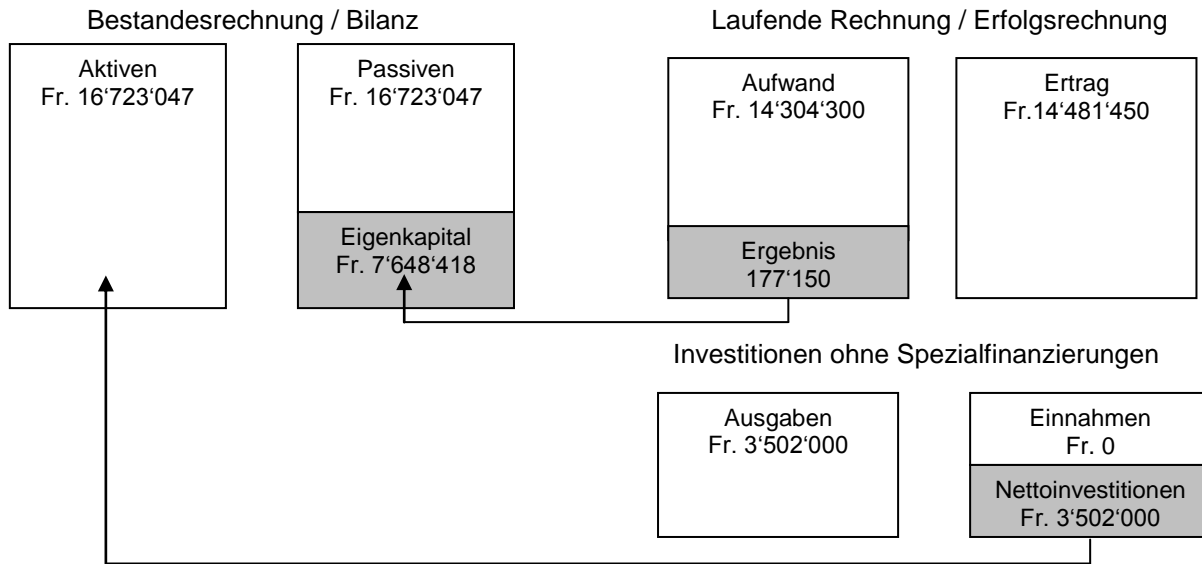 Bestandesrechnung / Bilanz
Aktiven
Fr. 16‘723‘047
Passiven
Fr. 16‘723‘047
Eigenkapital
Fr. 7‘648‘418
Laufende Rechnung / Erfolgsrechnung
Aufwand
Fr. 14‘304‘300
Ergebnis
177‘150
Ertrag
Fr.14‘481‘450
Investitionen ohne Spezialfinanzierungen
Ausgaben
Fr. 3‘502‘000
Einnahmen
Fr. 0
Nettoinvestitionen
Fr. 3‘502‘000